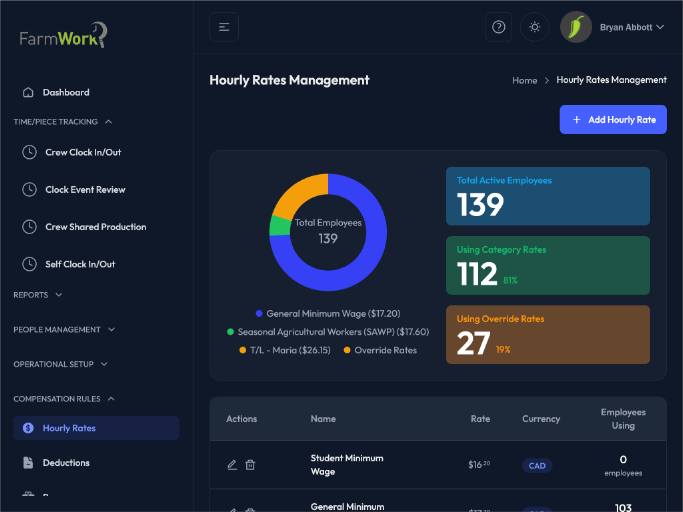 FarmWork
Bryan Abbott
Dashboard
TIME/PIECE TRACKING
Crew Clock In/Out
Clock Event Review
Crew Shared Production
Self Clock In/Out
REPORTS
PEOPLE MANAGEMENT
OPERATIONAL SETUP
COMPENSATION RULES
Hourly Rates
Deductions
Hourly Rates Management
Home > Hourly Rates Management
+ Add Hourly Rate
Total Employees
139
General Minimum Wage ($17.20)
Seasonal Agricultural Workers (SAWP) ($17.60)
T/L - Maria ($26.15) Override Rates
Total Active Employees
139
Using Category Rates
112 81%
Using Override Rates
27 19%
Actions Name Rate Currency Employees Using
Student Minimum Wage $16.20 CAD 0 employees
General Minimum 103